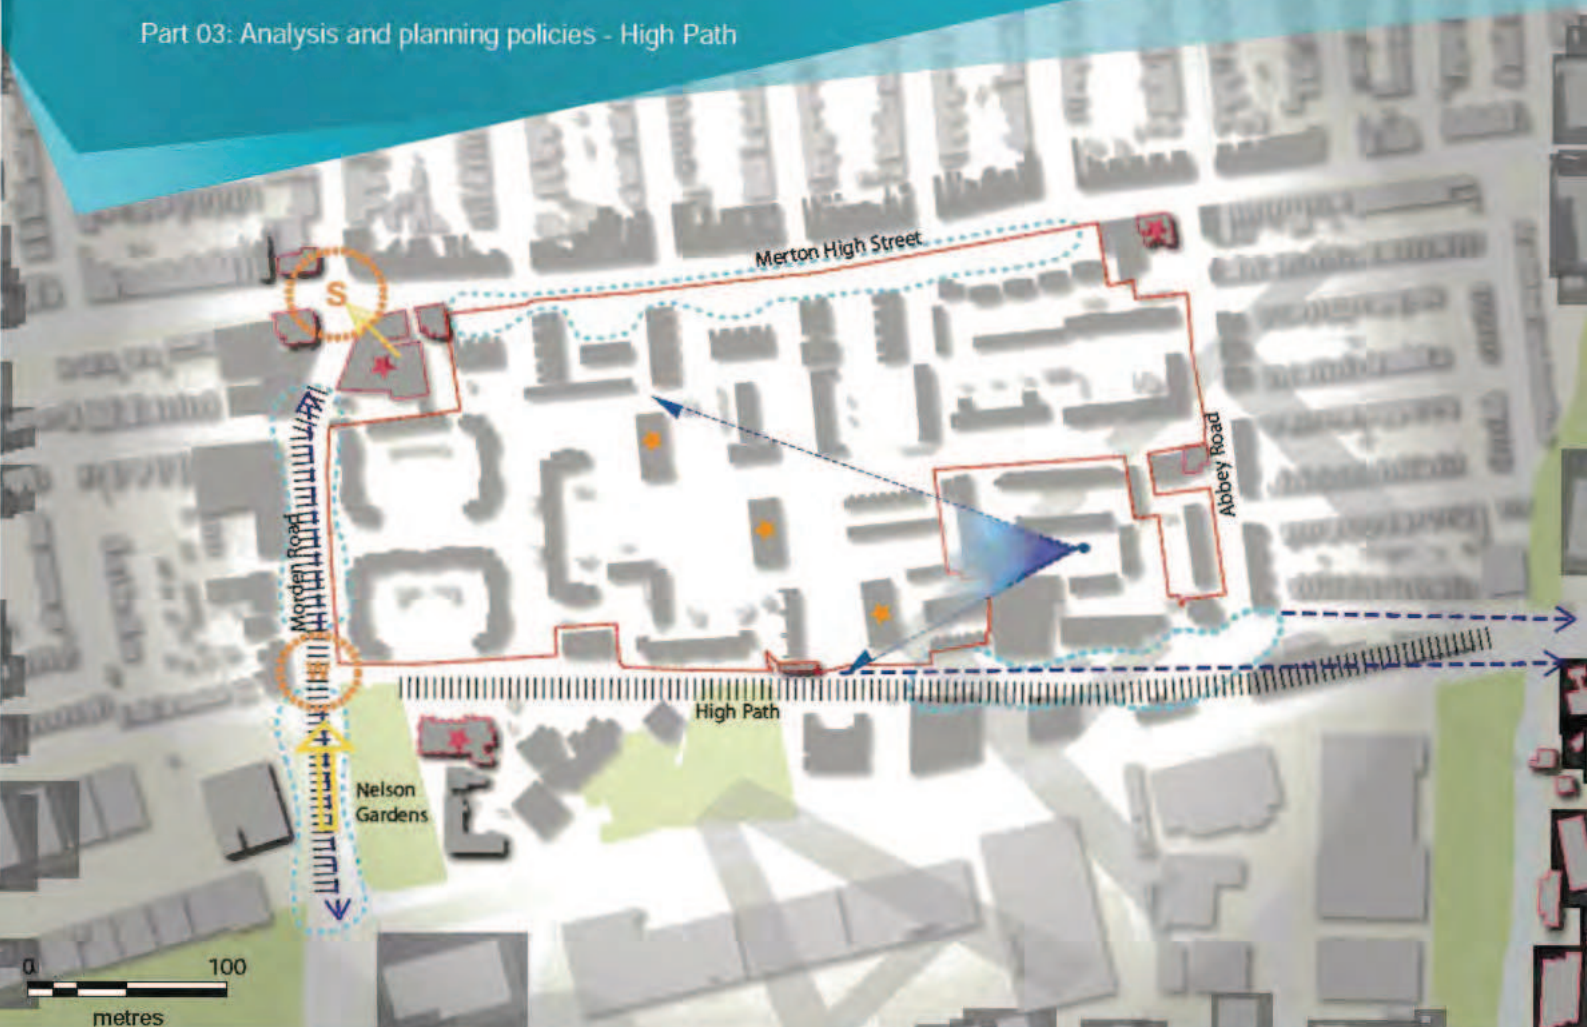 Part 03: Analysis and planning policies - High Path
Merton High Street
S
Abbey Road
Morden Road
High Path
Nelson
Gardens
0 100
metres